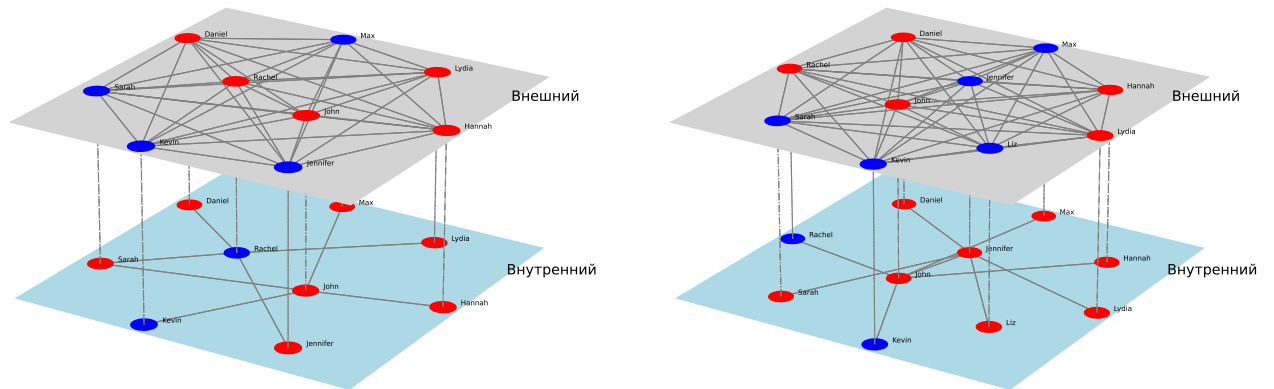 Daniel
Max
Lydia
Rachel
Sarah
Внешний
John
Hannah
Kevin
Jennifer
Daniel
Max
Lydia
Rachel
Sarah
Внутренний
John
Hannah
Kevin
Jennifer
Daniel
Max
Rachel
Jennifer
Hannah
Внешний
John
Sarah
Lydia
Liz
Kevin
Daniel
Max
Rachel
Jennifer
Hannah
Внутренний
John
Sarah
Lydia
Liz
Kevin